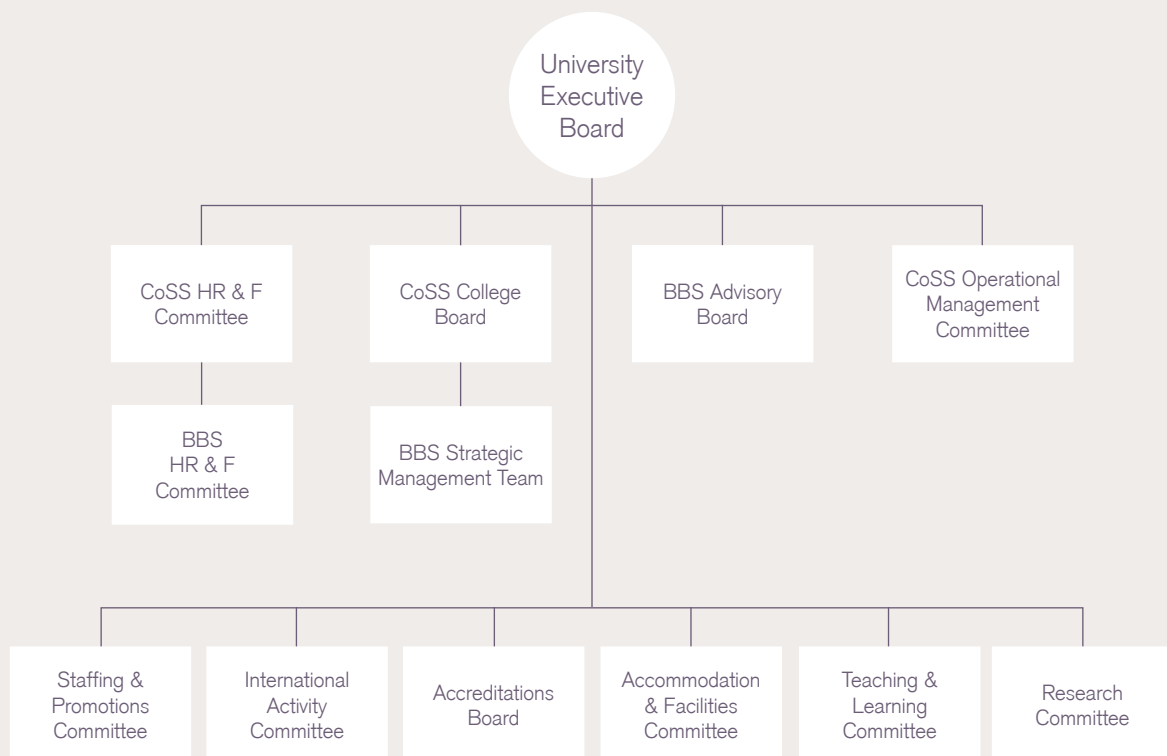 University
Executive
Board
CoSS HR & F
Committee
CoSS College
Board
BBS Advisory
Board
CoSS Operational
Management
Committee
BBS
HR & F
Committee
BBS Strategic
Management Team
Staffing &
Promotions
Committee
International
Activity
Committee
Accreditations
Board
Accommodation
& Facilities
Committee
Teaching &
Learning
Committee
Research
Committee